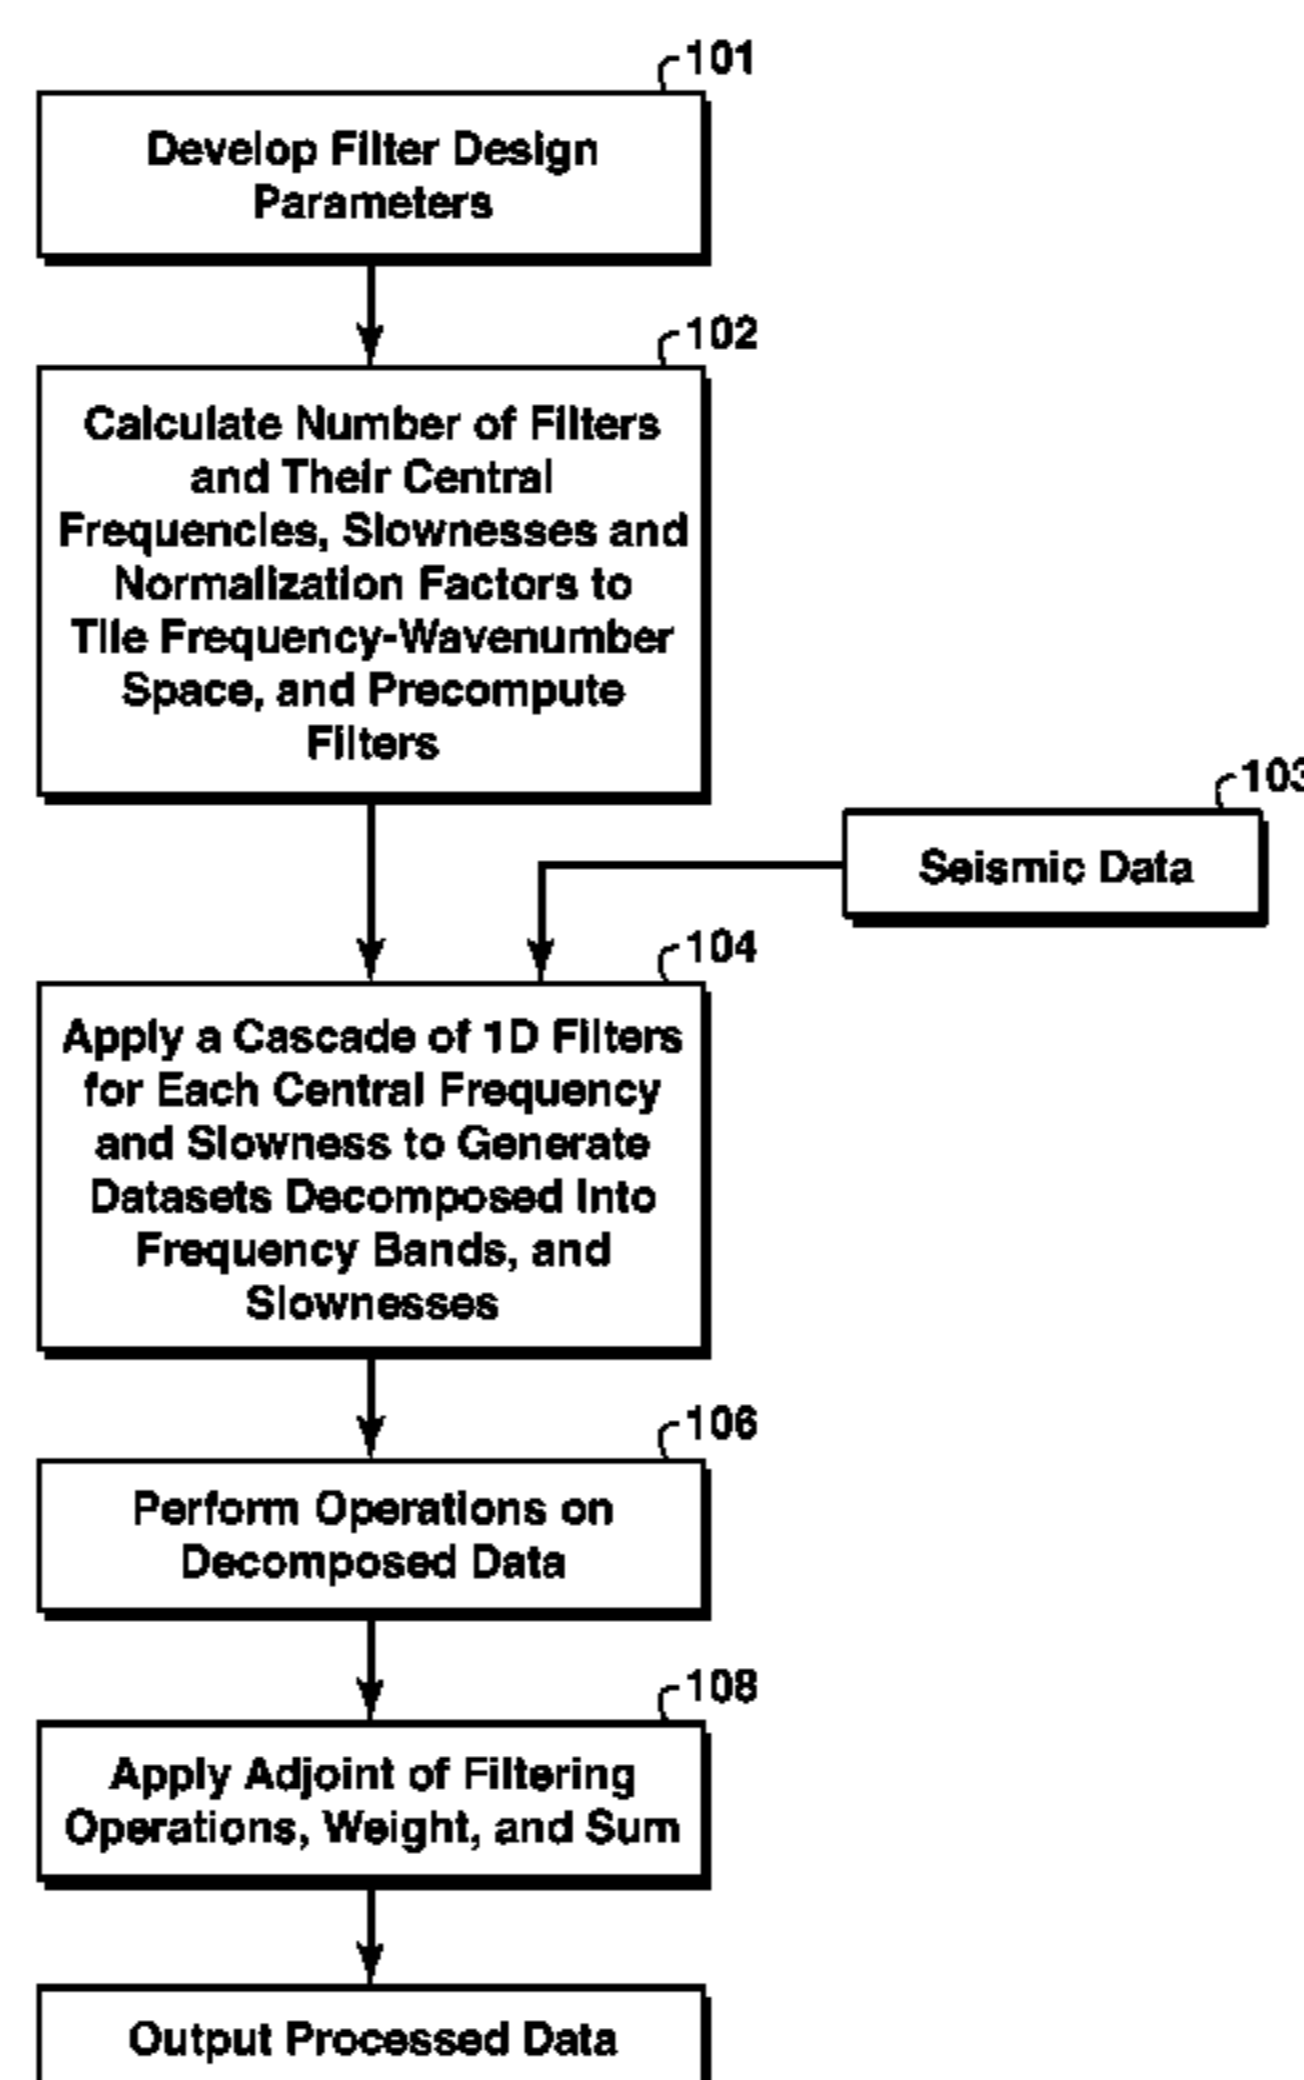 101
Develop Filter Design
Parameters
102
Calculate Number of Filters
and Their Central
Frequencies, Slownesses and
Normalization Factors to
Tile Frequency-Wavenumber
Space, and Precompute
Filters
103
Seismic Data
104
Apply a Cascade of 1D Filters
for Each Central Frequency
and Slowness to Generate
Datasets Decomposed Into
Frequency Bands, and
Slownesses
106
Perform Operations on
Decomposed Data
108
Apply Adjoint of Filtering
Operations, Weight, and Sum
Output Processed Data